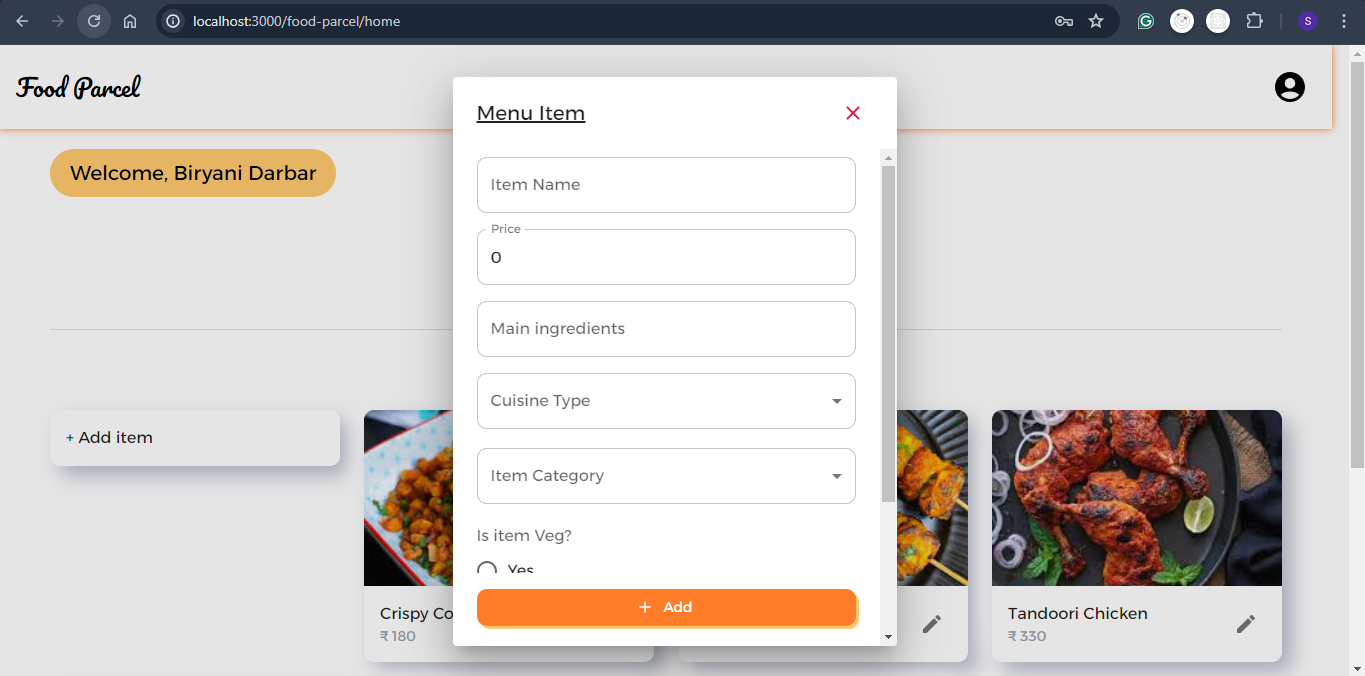 localhost:3000/food-parcel/home
S
Food Parcel
Menu Item
Welcome, Biryani Darbar
Item Name
Price
0
Main ingredients
Cuisine Type
+ Add item
Item Category
Is item Veg?
Yes
+ Add
Crispy Co
₹ 180
Tandoori Chicken
₹ 330